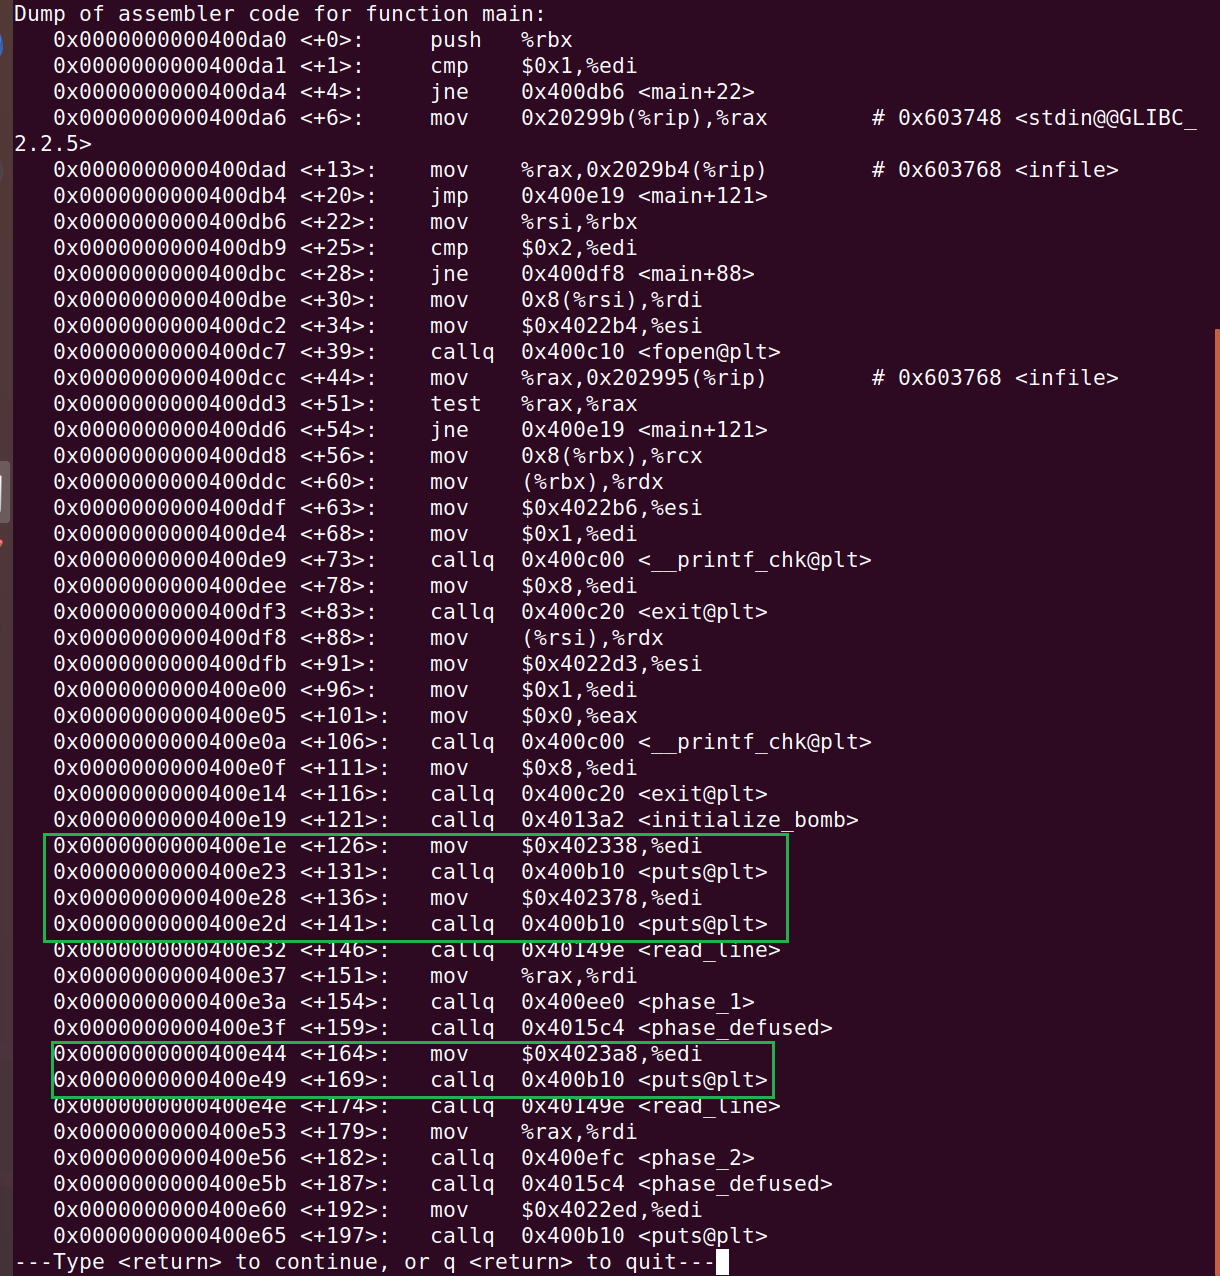 Dump of assembler code for function main:
   0x0000000000400da0 <+0>:     push   %rbx
   0x0000000000400da1 <+1>:     cmp    $0x1,%edi
   0x0000000000400da4 <+4>:     jne    0x400db6 <main+22>
   0x0000000000400da6 <+6>:     mov    0x20299b(%rip),%rax        # 0x603748 <stdin@@GLIBC_
2.2.5>
   0x0000000000400dad <+13>:    mov    %rax,0x2029b4(%rip)        # 0x603768 <infile>
   0x0000000000400db4 <+20>:    jmp    0x400e19 <main+121>
   0x0000000000400db6 <+22>:    mov    %rsi,%rbx
   0x0000000000400db9 <+25>:    cmp    $0x2,%edi
   0x0000000000400dbc <+28>:    jne    0x400df8 <main+88>
   0x0000000000400dbe <+30>:    mov    0x8(%rsi),%rdi
   0x0000000000400dc2 <+34>:    mov    $0x4022b4,%esi
   0x0000000000400dc7 <+39>:    callq  0x400c10 <fopen@plt>
   0x0000000000400dcc <+44>:    mov    %rax,0x202995(%rip)        # 0x603768 <infile>
   0x0000000000400dd3 <+51>:    test   %rax,%rax
   0x0000000000400dd6 <+54>:    jne    0x400e19 <main+121>
   0x0000000000400dd8 <+56>:    mov    0x8(%rbx),%rcx
   0x0000000000400ddc <+60>:    mov    (%rbx),%rdx
   0x0000000000400ddf <+63>:    mov    $0x4022b6,%esi
   0x0000000000400de4 <+68>:    mov    $0x1,%edi
   0x0000000000400de9 <+73>:    callq  0x400c00 <__printf_chk@plt>
   0x0000000000400dee <+78>:    mov    $0x8,%edi
   0x0000000000400df3 <+83>:    callq  0x400c20 <exit@plt>
   0x0000000000400df8 <+88>:    mov    (%rsi),%rdx
   0x0000000000400dfb <+91>:    mov    $0x4022d3,%esi
   0x0000000000400e00 <+96>:    mov    $0x1,%edi
   0x0000000000400e05 <+101>:   mov    $0x0,%eax
   0x0000000000400e0a <+106>:   callq  0x400c00 <__printf_chk@plt>
   0x0000000000400e0f <+111>:   mov    $0x8,%edi
   0x0000000000400e14 <+116>:   callq  0x400c20 <exit@plt>
   0x0000000000400e19 <+121>:   callq  0x4013a2 <initialize_bomb>
   0x0000000000400e1e <+126>:   mov    $0x402338,%edi
   0x0000000000400e23 <+131>:   callq  0x400b10 <puts@plt>
   0x0000000000400e28 <+136>:   mov    $0x402378,%edi
   0x0000000000400e2d <+141>:   callq  0x400b10 <puts@plt>
   0x0000000000400e32 <+146>:   callq  0x40149e <read_line>
   0x0000000000400e37 <+151>:   mov    %rax,%rdi
   0x0000000000400e3a <+154>:   callq  0x400ee0 <phase_1>
   0x0000000000400e3f <+159>:   callq  0x4015c4 <phase_defused>
   0x0000000000400e44 <+164>:   mov    $0x4023a8,%edi
   0x0000000000400e49 <+169>:   callq  0x400b10 <puts@plt>
   0x0000000000400e4e <+174>:   callq  0x40149e <read_line>
   0x0000000000400e53 <+179>:   mov    %rax,%rdi
   0x0000000000400e56 <+182>:   callq  0x400efc <phase_2>
   0x0000000000400e5b <+187>:   callq  0x4015c4 <phase_defused>
   0x0000000000400e60 <+192>:   mov    $0x4022ed,%edi
   0x0000000000400e65 <+197>:   callq  0x400b10 <puts@plt>
---Type <return> to continue, or q <return> to quit---